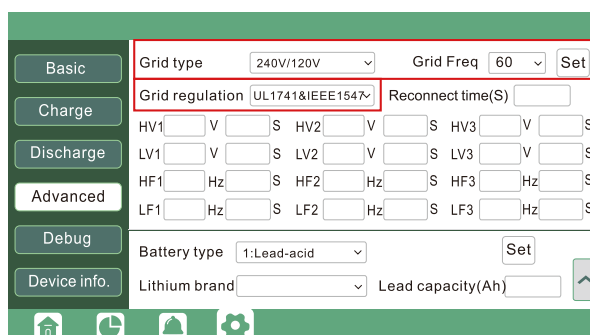 Basic
Charge
Discharge
Advanced
Debug
Device info.
Grid type 240V/120V Grid Freq 60 Set
Grid regulation UL1741&IEEE1547 Reconnect time(S)
HV1 V S HV2 V S HV3 V S
LV1 V S LV2 V S LV3 V S
HF1 Hz S HF2 Hz S HF3 Hz S
LF1 Hz S LF2 Hz S LF3 Hz S
Battery type 1:Lead-acid Set
Lithium brand Lead capacity(Ah)